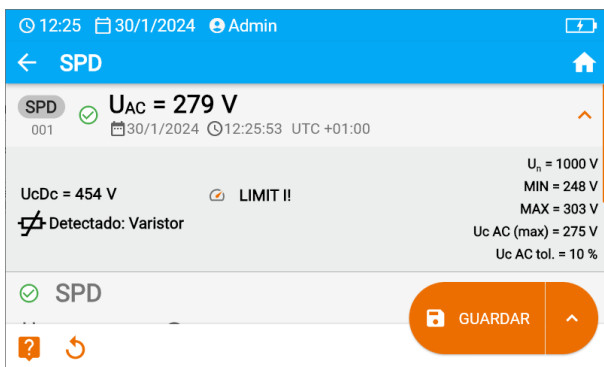 12:25 30/1/2024 Admin
SPD
SPD
001
UAC = 279 V
30/1/2024 12:25:53 UTC +01:00
UcDc = 454 V
LIMIT I!
Detectado: Varistor
Un = 1000 V
MIN = 248 V
MAX = 303 V
Uc AC (max) = 275 V
Uc AC tol. = 10 %
SPD
GUARDAR
?